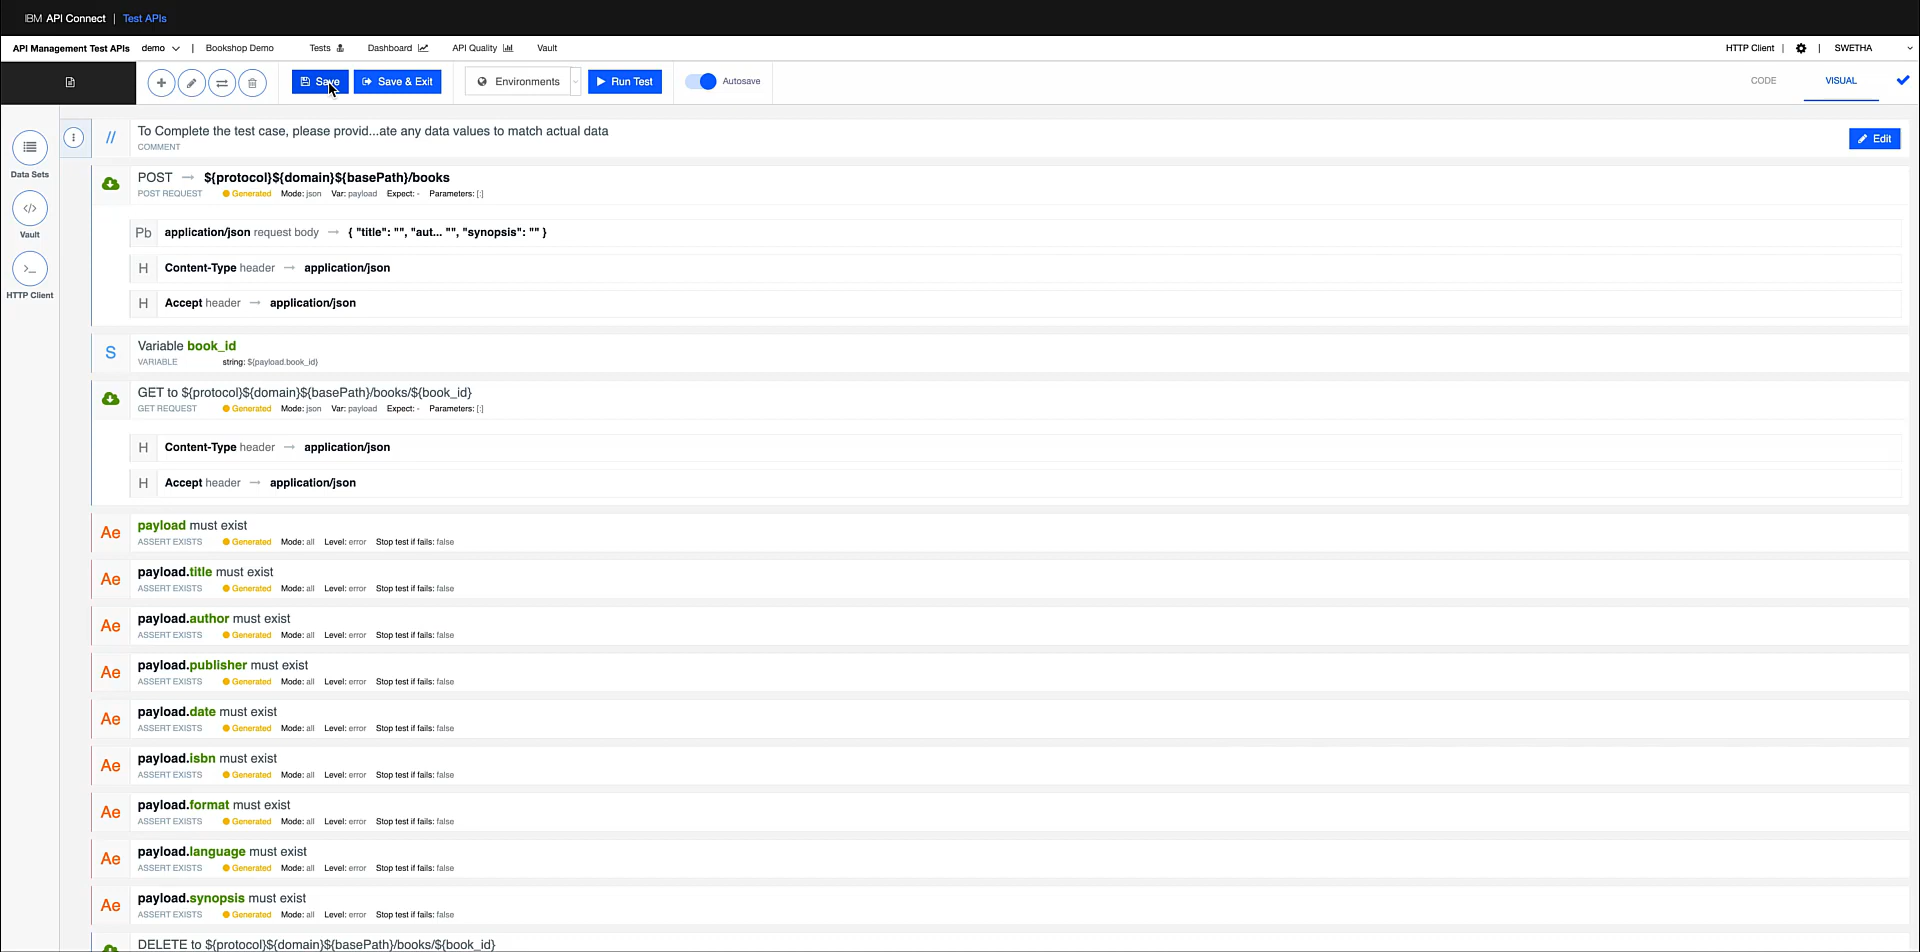 IBM API Connect | Test APIs
API Management Test APIs demo | Bookshop Demo Tests Dashboard API Quality Vault HTTP Client | | SWETHA
Save Save & Exit Environments Run Test Autosave CODE VISUAL
// To Complete the test case, please provid...ate any data values to match actual data
COMMENT
Edit
Data Sets
Vault
HTTP Client
POST → ${protocol}${domain}${basePath}/books
POST REQUEST Generated Mode: json Var: payload Expect: - Parameters: [:]
Pb application/json request body → { "title": "", "aut... "", "synopsis": "" }
H Content-Type header → application/json
H Accept header → application/json
S Variable book_id
VARIABLE string: ${payload.book_id}
GET to ${protocol}${domain}${basePath}/books/${book_id}
GET REQUEST Generated Mode: json Var: payload Expect: - Parameters: [:]
H Content-Type header → application/json
H Accept header → application/json
Ae payload must exist
ASSERT EXISTS Generated Mode: all Level: error Stop test if fails: false
Ae payload.title must exist
ASSERT EXISTS Generated Mode: all Level: error Stop test if fails: false
Ae payload.author must exist
ASSERT EXISTS Generated Mode: all Level: error Stop test if fails: false
Ae payload.publisher must exist
ASSERT EXISTS Generated Mode: all Level: error Stop test if fails: false
Ae payload.date must exist
ASSERT EXISTS Generated Mode: all Level: error Stop test if fails: false
Ae payload.isbn must exist
ASSERT EXISTS Generated Mode: all Level: error Stop test if fails: false
Ae payload.format must exist
ASSERT EXISTS Generated Mode: all Level: error Stop test if fails: false
Ae payload.language must exist
ASSERT EXISTS Generated Mode: all Level: error Stop test if fails: false
Ae payload.synopsis must exist
ASSERT EXISTS Generated Mode: all Level: error Stop test if fails: false
DELETE to ${protocol}${domain}${basePath}/books/${book_id}